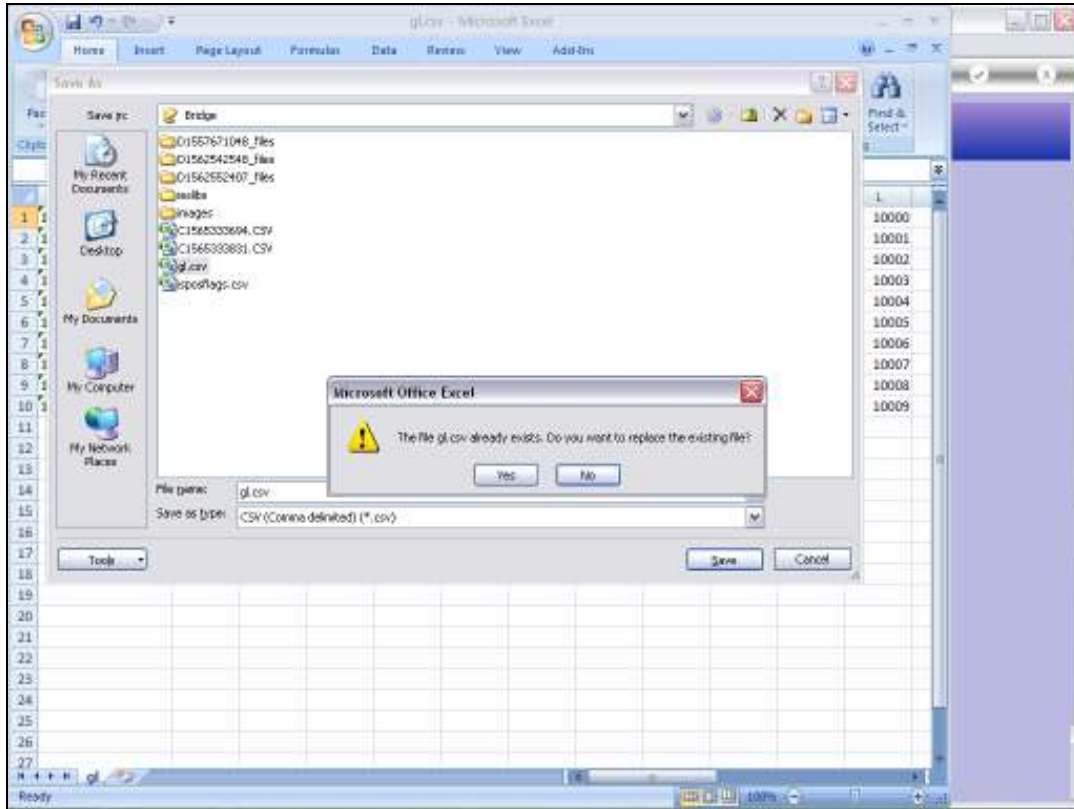 gl.csv - Microsoft Excel
Home Insert Page Layout Formulas Data Review View Add-Ins
Save As
Save in: Bridge
Find &
Select
My Recent
Documents
Desktop
My Documents
My Computer
My Network
Places
D1557671048_files
D1562542548_files
D1562552407_files
images
C1565333694.CSV
C1565333831.CSV
gl.csv
sposflags.csv
L
1 10000
2 10001
3 10002
4 10003
5 10004
6 10005
7 10006
8 10007
9 10008
10 10009
11
12
13
14
15
16
17
18
19
20
21
22
23
24
25
26
27
Microsoft Office Excel
The file gl.csv already exists. Do you want to replace the existing file?
Yes No
File name: gl.csv
Save as type: CSV (Comma delimited) (*.csv)
Tools Save Cancel
gl
Ready 100%